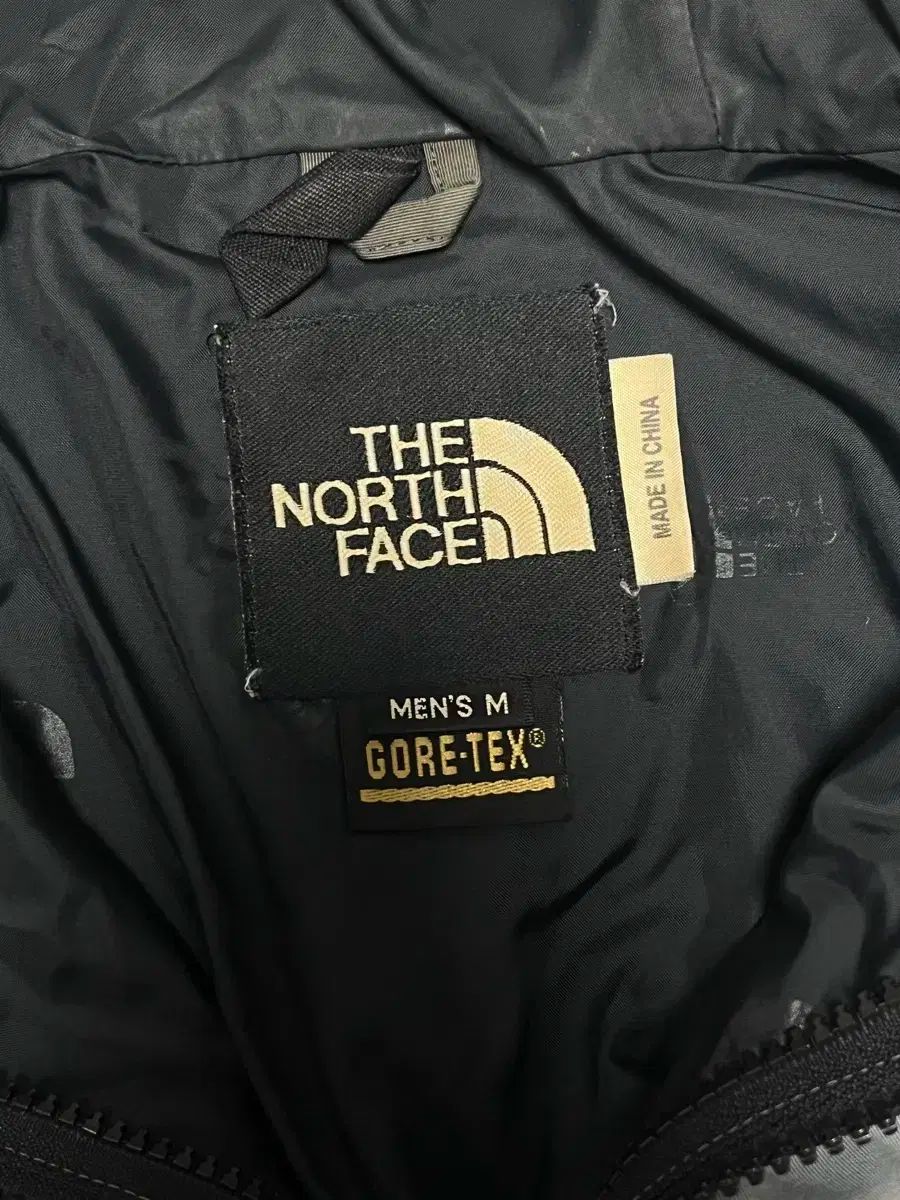 THE
NORTH
FACE
MADE IN CHINA
MEN'S M
GORE-TEX®